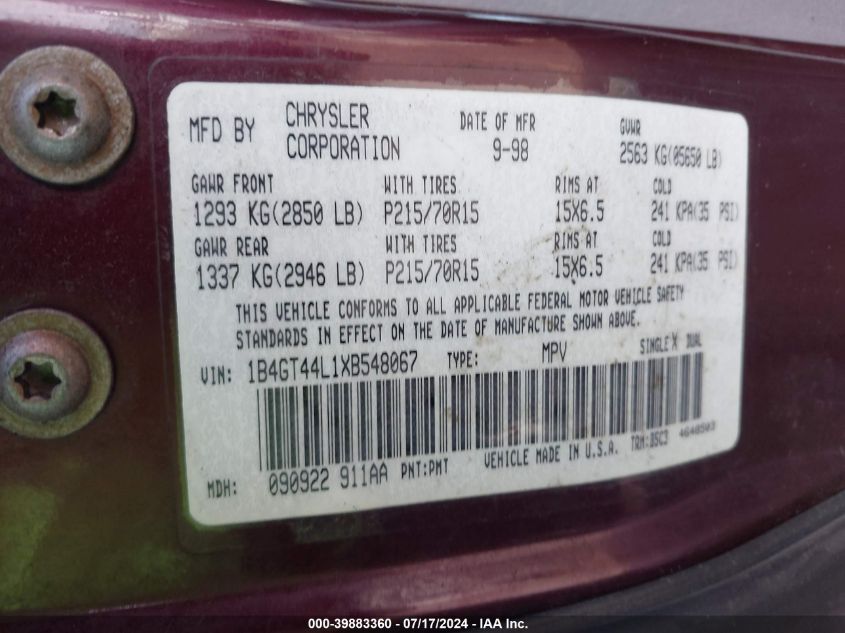 MFD BY CHRYSLER CORPORATION DATE OF MFR 9-98 GVWR 2563 KG(05650 LB)
GAWR FRONT WITH TIRES RIMS AT COLD
1293 KG(2850 LB) P215/70R15 15X6.5 241 KPA(35 PSI)
GAWR REAR WITH TIRES RIMS AT COLD
1337 KG(2946 LB) P215/70R15 15X6.5 241 KPA(35 PSI)
THIS VEHICLE CONFORMS TO ALL APPLICABLE FEDERAL MOTOR VEHICLE SAFETY
STANDARDS IN EFFECT ON THE DATE OF MANUFACTURE SHOWN ABOVE.
VIN: 1B4GT44L1XB548067 TYPE: MPV SINGLE X DUAL
MDH: 090922 911AA PNT:PMT VEHICLE MADE IN U.S.A. TRM:B5C3 4648503
000-39883360 - 07/17/2024 - IAA Inc.